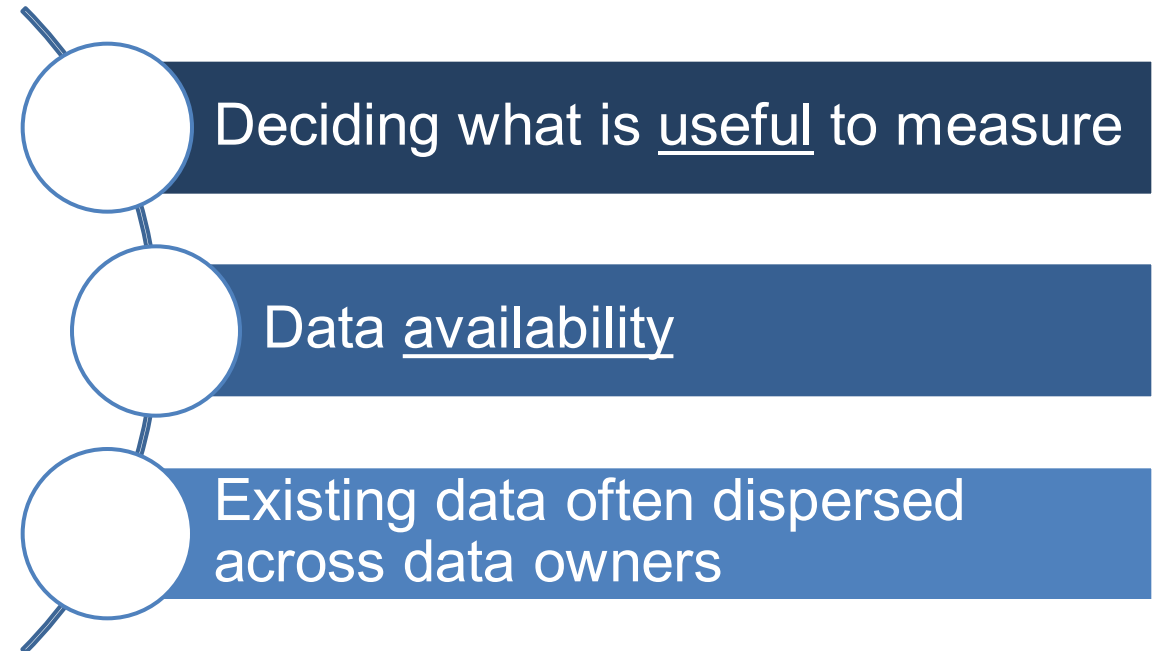 Deciding what is useful to measure
Data availability
Existing data often dispersed
across data owners